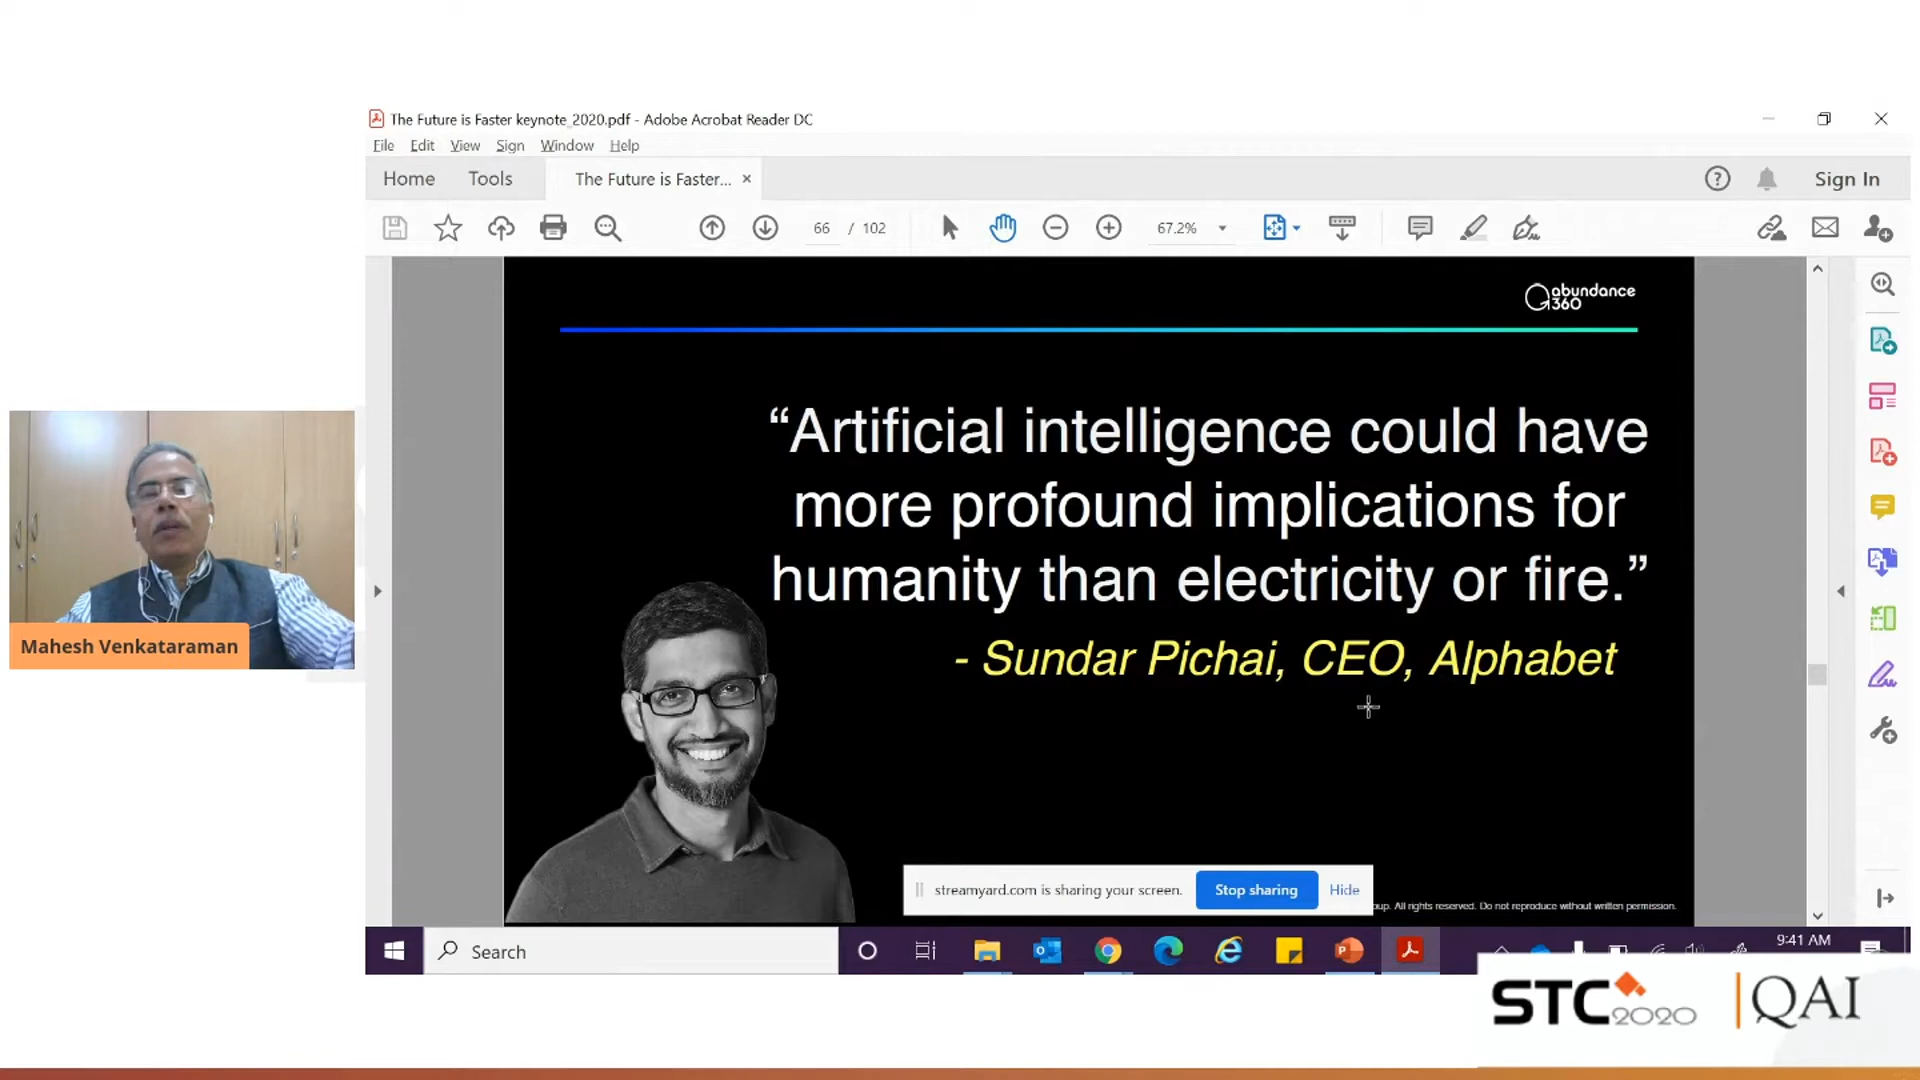 The Future is Faster keynote_2020.pdf - Adobe Acrobat Reader DC
File Edit View Sign Window Help
Home Tools The Future is Faster... × Sign In
66 / 102 67.2%
abundance
360
“Artificial intelligence could have
more profound implications for
humanity than electricity or fire.”
- Sundar Pichai, CEO, Alphabet
Mahesh Venkataraman
streamyard.com is sharing your screen. Stop sharing Hide
All rights reserved. Do not reproduce without written permission.
Search
9:41 AM
STC 2020 | QAI